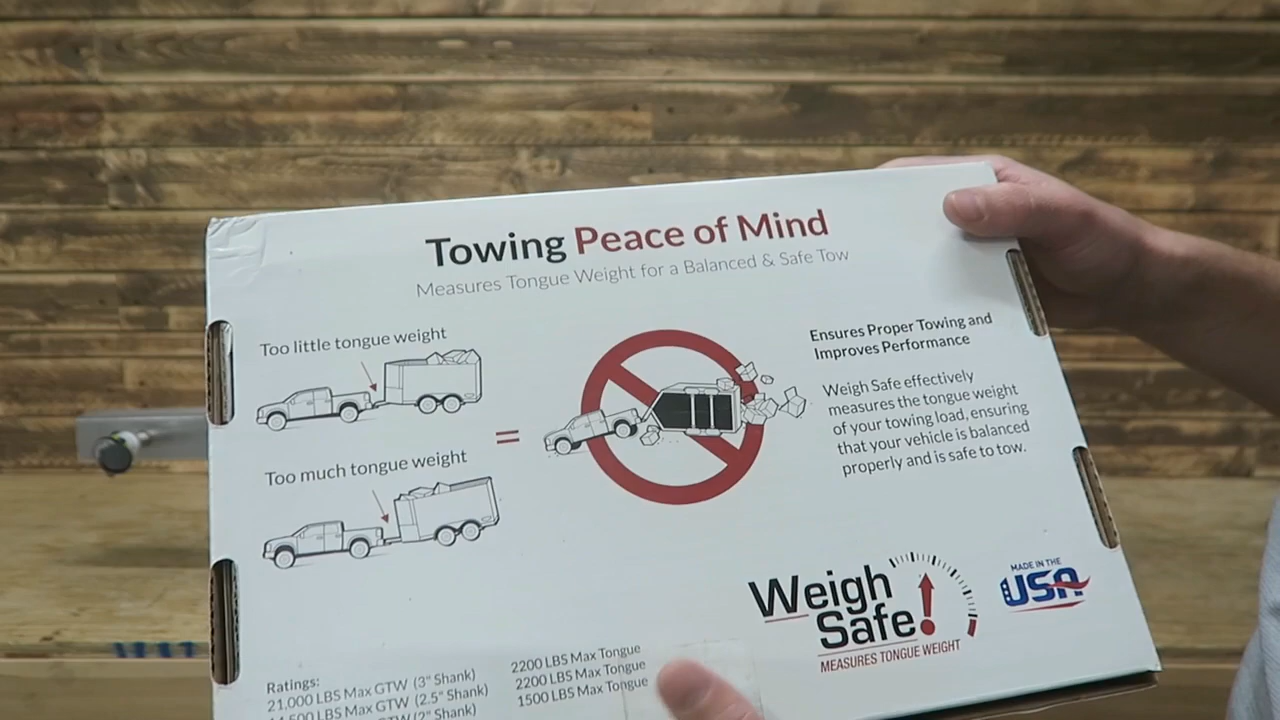 Towing Peace of Mind
Measures Tongue Weight for a Balanced & Safe Tow
Too little tongue weight
Too much tongue weight
=
Ensures Proper Towing and
Improves Performance
Weigh Safe effectively
measures the tongue weight
of your towing load, ensuring
that your vehicle is balanced
properly and is safe to tow.
Weigh
Safe!
MEASURES TONGUE WEIGHT
MADE IN THE
USA
Ratings:
21,000 LBS Max GTW (3" Shank)
LBS Max GTW (2.5" Shank)
GTW (2" Shank)
2200 LBS Max Tongue
2200 LBS Max Tongue
1500 LBS Max Tongue